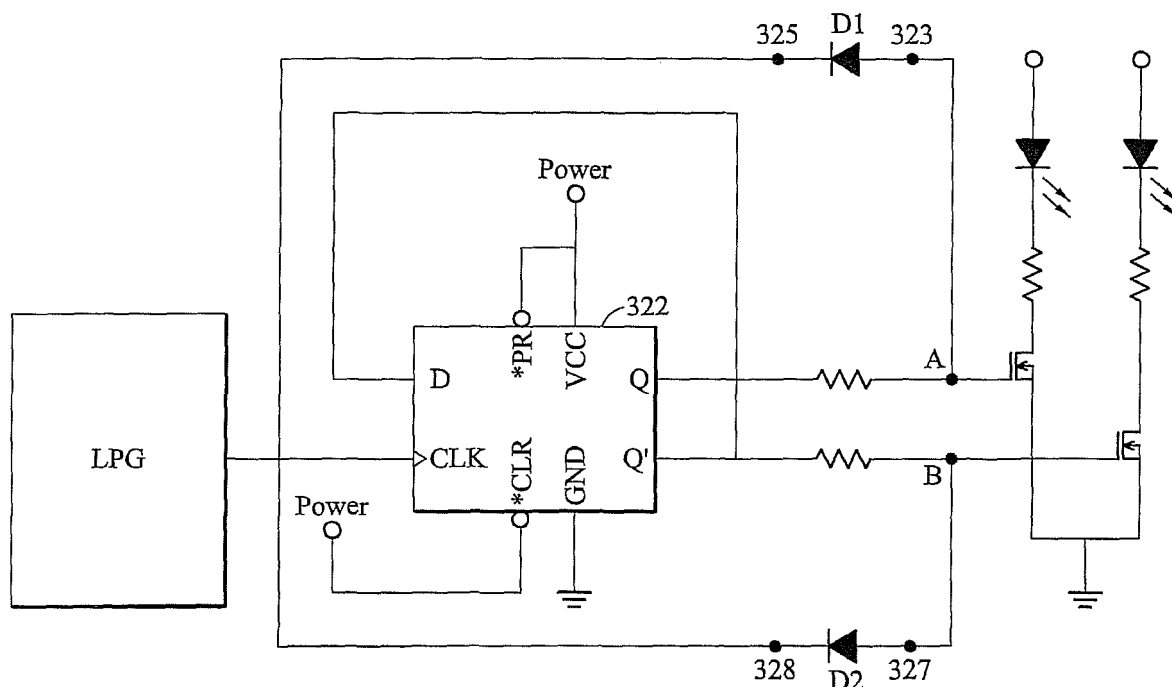 D1
325
323
Power
322
*PR
VCC
D
Q
A
LPG
CLK
*CLR
GND
Q'
B
Power
328
327
D2